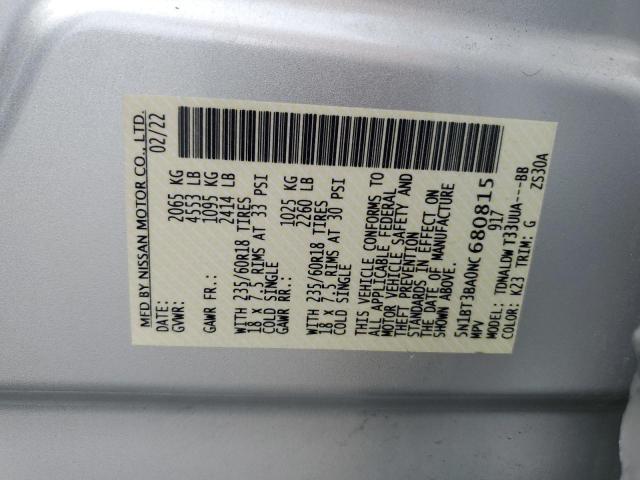 MFD BY NISSAN MOTOR CO., LTD.
DATE: 02/22
GVWR: 2065 KG
4553 LB
GAWR FR.: 1095 KG
2414 LB
WITH 235/60R18 TIRES
18 x 7.5 RIMS AT 33 PSI
COLD SINGLE
GAWR RR.: 1025 KG
2260 LB
WITH 235/60R18 TIRES
18 x 7.5 RIMS AT 30 PSI
COLD SINGLE
THIS VEHICLE CONFORMS TO
ALL APPLICABLE FEDERAL
MOTOR VEHICLE SAFETY AND
THEFT PREVENTION
STANDARDS IN EFFECT ON
THE DATE OF MANUFACTURE
SHOWN ABOVE.
5N1BT3BA0NC680815
MPV 917
MODEL: TDNALDWT33UUA---BB
COLOR: K23 TRIM: G ZS30A